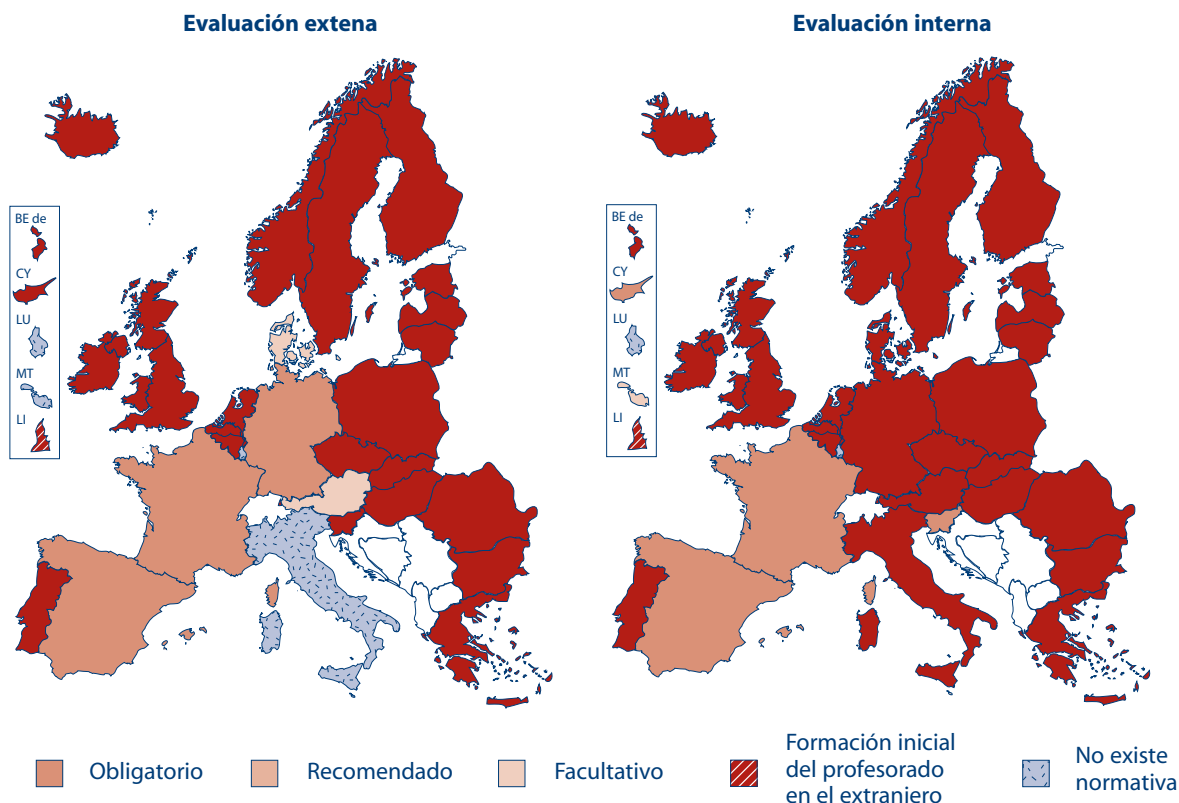 Evaluación extena
Evaluación interna
BE de
CY
LU
MT
LI
BE de
CY
LU
MT
LI
Obligatorio
Recomendado
Facultativo
Formación inicial
del profesorado
en el extraniero
No existe
normativa